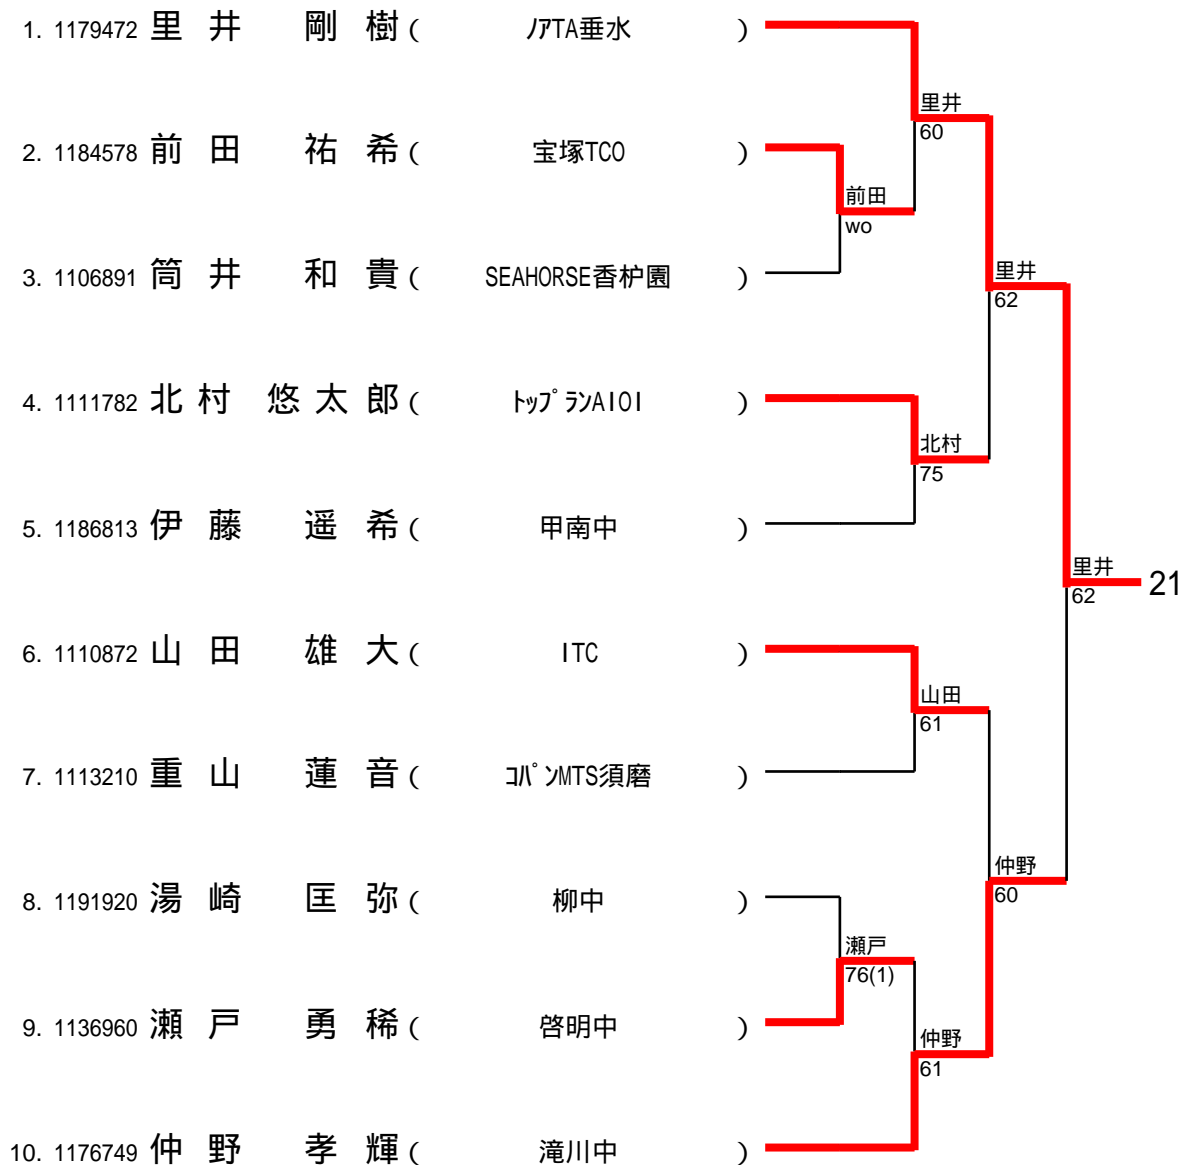 1. 1179472 里井 剛樹 ( ﾉｱTA垂水 )
里井
60
2. 1184578 前田 祐希 ( 宝塚TCO )
前田
wo
3. 1106891 筒井 和貴 ( SEAHORSE香枦園 )
里井
62
4. 1111782 北村 悠太郎 ( ﾄｯﾌﾟﾗﾝAIOI )
北村
75
5. 1186813 伊藤 遥希 ( 甲南中 )
里井
62
21
6. 1110872 山田 雄大 ( ITC )
山田
61
7. 1113210 重山 蓮音 ( ｺﾊﾟﾝMTS須磨 )
仲野
60
8. 1191920 湯崎 匡弥 ( 柳中 )
瀬戸
76(1)
9. 1136960 瀬戸 勇稀 ( 啓明中 )
仲野
61
10. 1176749 仲野 孝輝 ( 滝川中 )